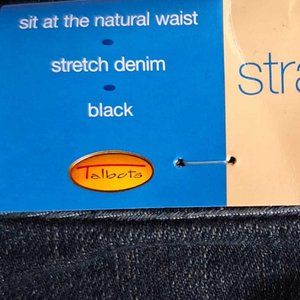 sit at the natural waist
stretch denim
black
stra
Talbots